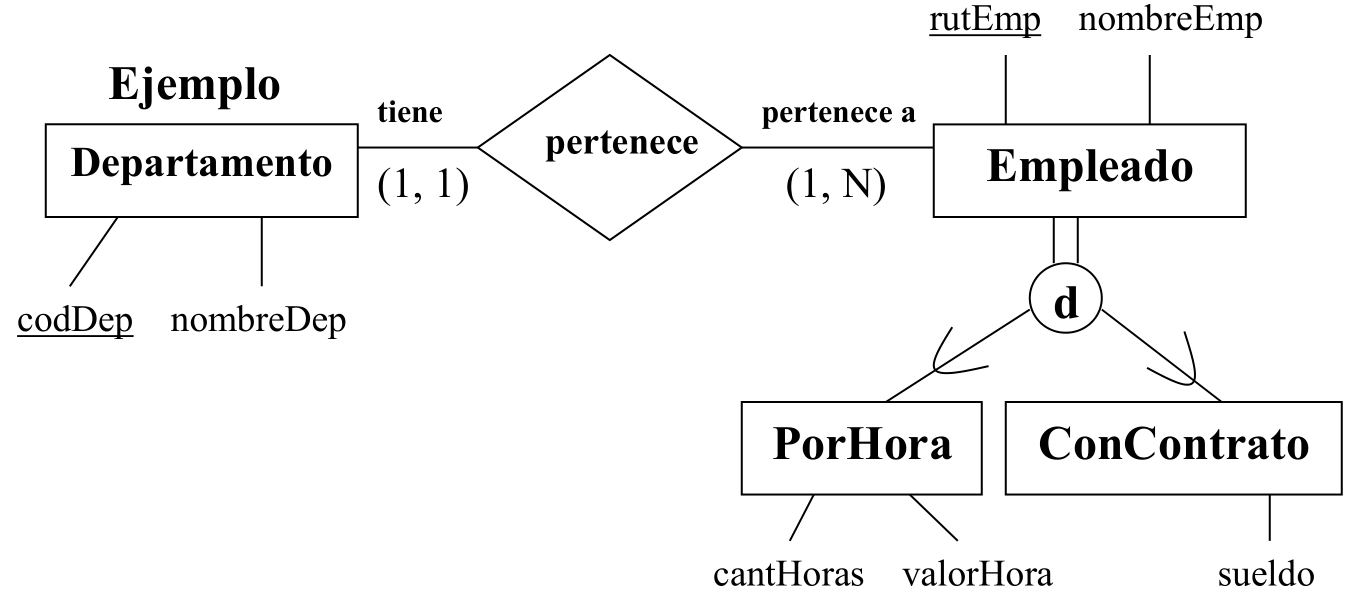 rutEmp nombreEmp
Ejemplo
tiene
pertenece a
Departamento
pertenece
Empleado
(1, 1)
(1, N)
codDep nombreDep
d
PorHora
ConContrato
cantHoras valorHora
sueldo